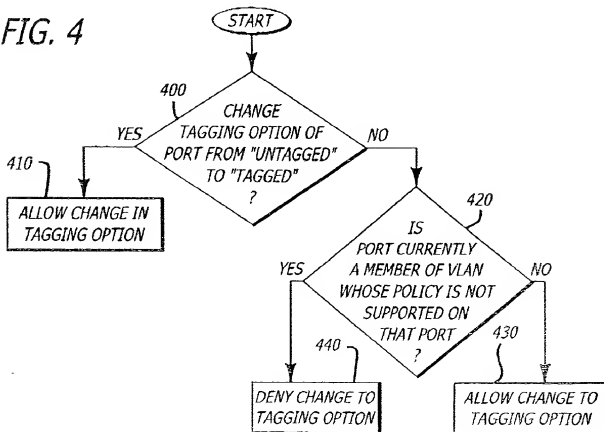 FIG. 4
START
400
CHANGE
TAGGING OPTION OF
PORT FROM "UNTAGGED"
TO "TAGGED"
?
YES
NO
410
ALLOW CHANGE IN
TAGGING OPTION
420
IS
PORT CURRENTLY
A MEMBER OF VLAN
WHOSE POLICY IS NOT
SUPPORTED ON
THAT PORT
?
YES
NO
440
DENY CHANGE TO
TAGGING OPTION
430
ALLOW CHANGE TO
TAGGING OPTION